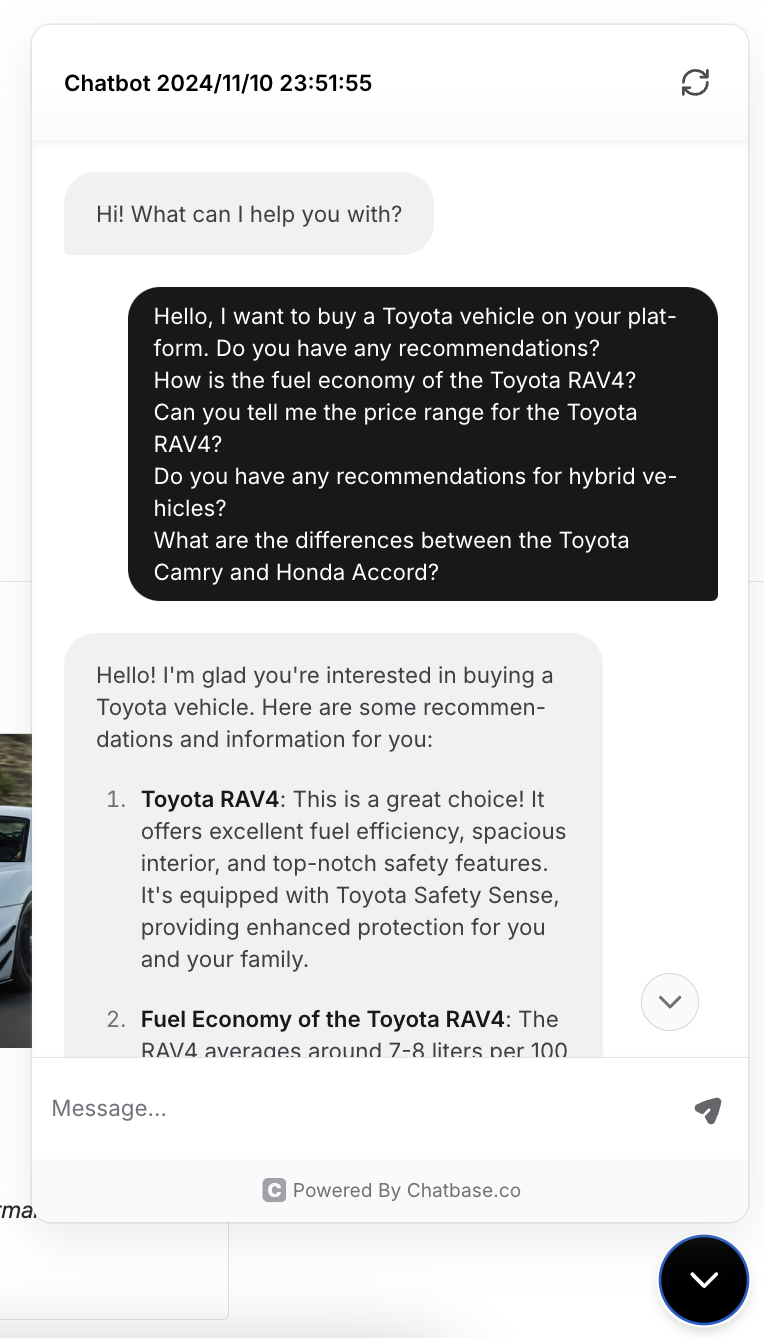 Chatbot 2024/11/10 23:51:55
Hi! What can I help you with?
Hello, I want to buy a Toyota vehicle on your plat-
form. Do you have any recommendations?
How is the fuel economy of the Toyota RAV4?
Can you tell me the price range for the Toyota
RAV4?
Do you have any recommendations for hybrid ve-
hicles?
What are the differences between the Toyota
Camry and Honda Accord?
Hello! I'm glad you're interested in buying a
Toyota vehicle. Here are some recommen-
dations and information for you:
1. Toyota RAV4: This is a great choice! It
offers excellent fuel efficiency, spacious
interior, and top-notch safety features.
It's equipped with Toyota Safety Sense,
providing enhanced protection for you
and your family.
2. Fuel Economy of the Toyota RAV4: The
RAV4 averages around 7-8 liters per 100
Message...
C Powered By Chatbase.co